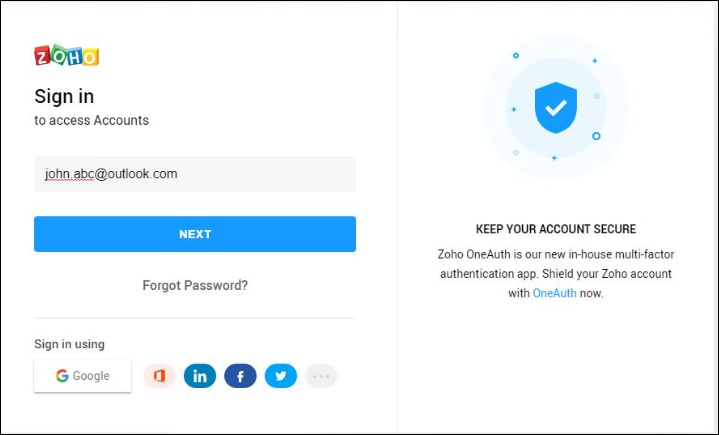 ZOHO
Sign in
to access Accounts
john.abc@outlook.com
NEXT
Forgot Password?
Sign in using
Google
in
f
KEEP YOUR ACCOUNT SECURE
Zoho OneAuth is our new in-house multi-factor
authentication app. Shield your Zoho account
with OneAuth now.